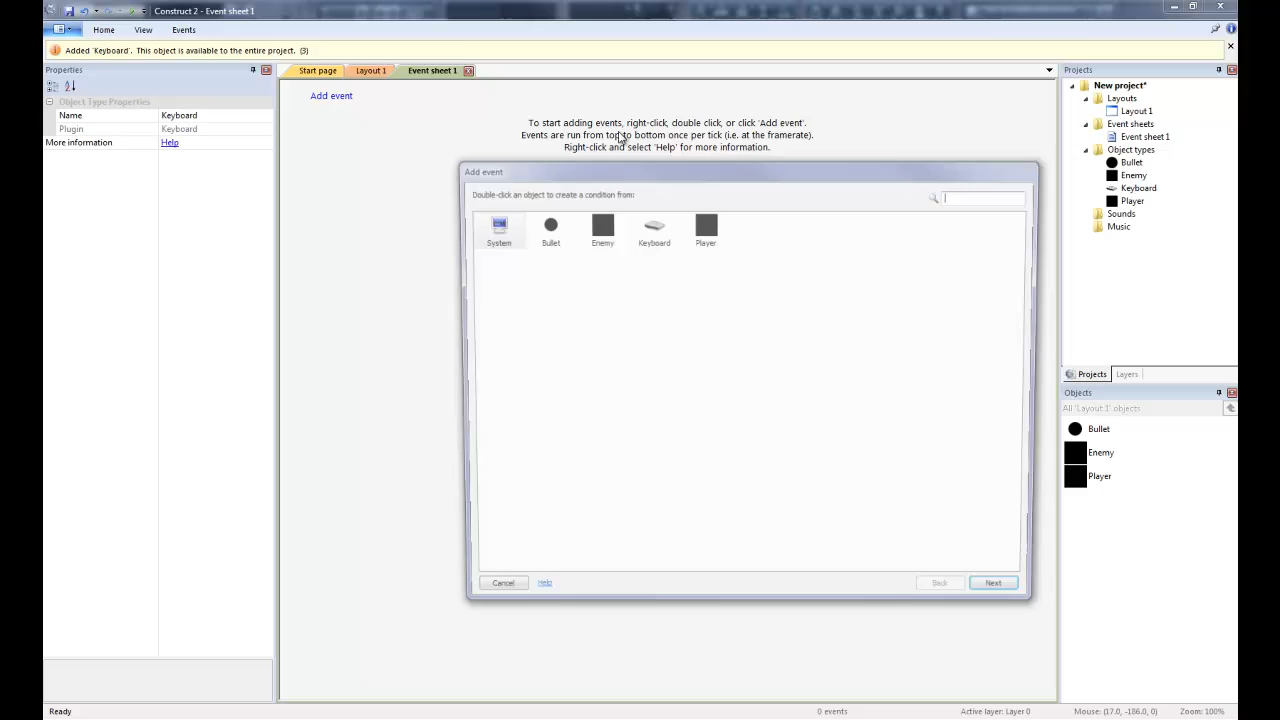 Construct 2 - Event sheet 1
Home
View
Events
Added 'Keyboard'. This object is available to the entire project. (3)
Properties
Object Type Properties
Name
Keyboard
Plugin
Keyboard
More information
Help
Start page
Layout 1
Event sheet 1
Add event
To start adding events, right-click, double click, or click 'Add event'.
Events are run from top to bottom once per tick (i.e. at the framerate).
Right-click and select 'Help' for more information.
Add event
Double-click an object to create a condition from:
System
Bullet
Enemy
Keyboard
Player
Cancel
Help
Back
Next
Projects
New project*
Layouts
Layout 1
Event sheets
Event sheet 1
Object types
Bullet
Enemy
Keyboard
Player
Sounds
Music
Projects
Layers
Objects
All 'Layout 1' objects
Bullet
Enemy
Player
Ready
0 events
Active layer: Layer 0
Mouse: (17.0, -186.0, 0)
Zoom: 100%